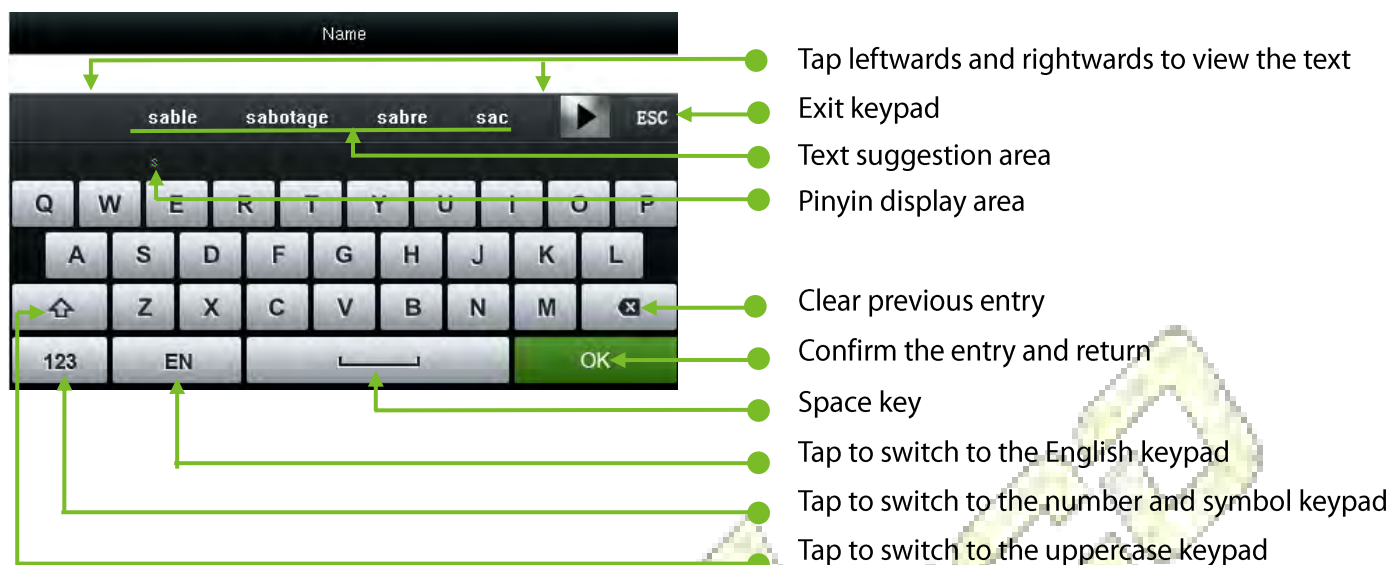 Name
Tap leftwards and rightwards to view the text
sable sabotage sabre sac ESC
Exit keypad
Text suggestion area
s
Pinyin display area
Q W E R T Y U I O P
A S D F G H J K L
Z X C V B N M
Clear previous entry
123 EN OK
Confirm the entry and return
Space key
Tap to switch to the English keypad
Tap to switch to the number and symbol keypad
Tap to switch to the uppercase keypad